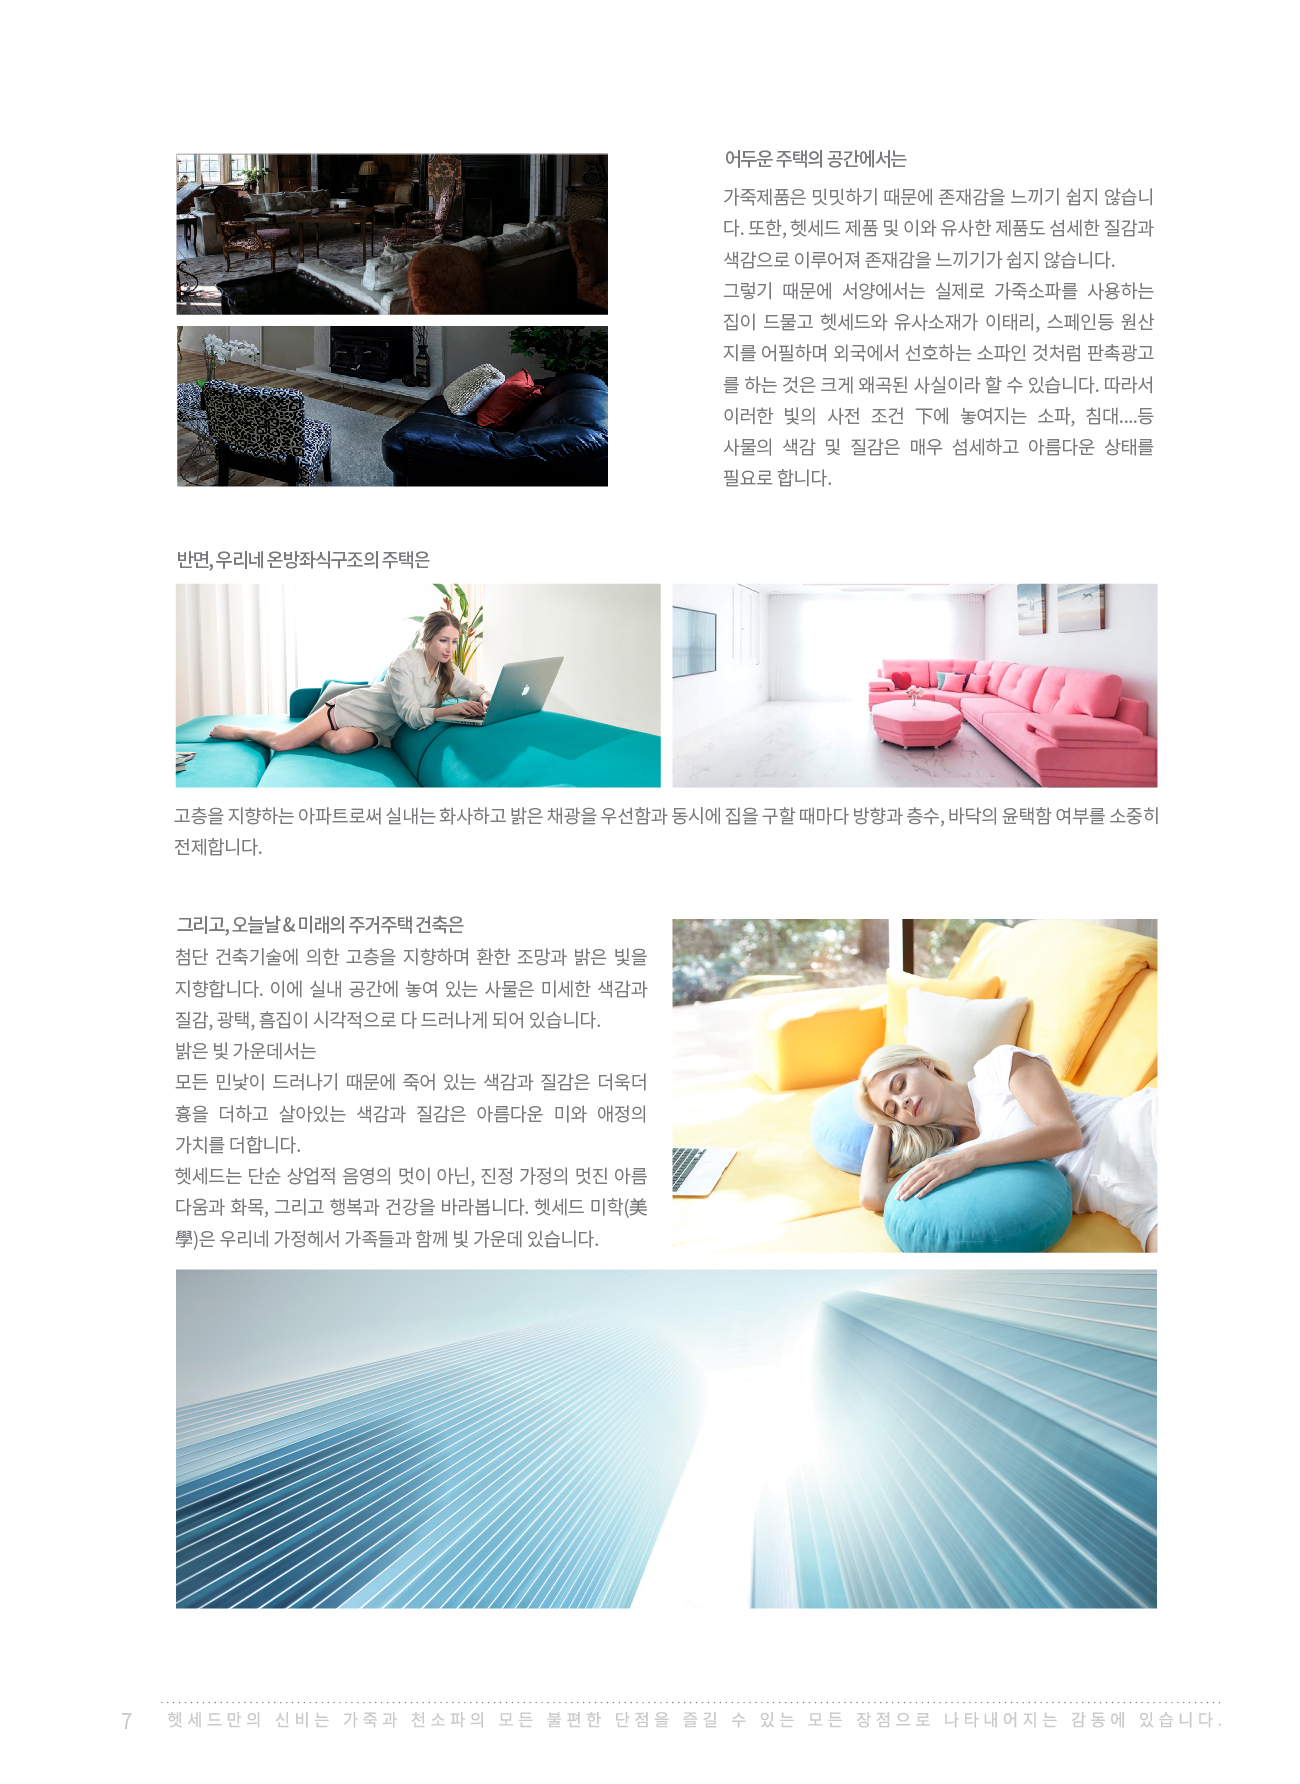 어두운 주택의 공간에서는
가죽제품은 밋밋하기 때문에 존재감을 느끼기 쉽지 않습니
다. 또한, 헷세드 제품 및 이와 유사한 제품도 섬세한 질감과
색감으로 이루어져 존재감을 느끼기가 쉽지 않습니다.
그렇기 때문에 서양에서는 실제로 가죽소파를 사용하는
집이 드물고 헷세드와 유사소재가 이태리, 스페인등 원산
지를 어필하며 외국에서 선호하는 소파인 것처럼 판촉광고
를 하는 것은 크게 왜곡된 사실이라 할 수 있습니다. 따라서
이러한 빛의 사전 조건 下에 놓여지는 소파, 침대....등
사물의 색감 및 질감은 매우 섬세하고 아름다운 상태를
필요로 합니다.
반면, 우리네 온방좌식구조의 주택은
고층을 지향하는 아파트로써 실내는 화사하고 밝은 채광을 우선함과 동시에 집을 구할 때마다 방향과 층수, 바닥의 윤택함 여부를 소중히
전제합니다.
그리고, 오늘날 & 미래의 주거주택 건축은
첨단 건축기술에 의한 고층을 지향하며 환한 조망과 밝은 빛을
지향합니다. 이에 실내 공간에 놓여 있는 사물은 미세한 색감과
질감, 광택, 흠집이 시각적으로 다 드러나게 되어 있습니다.
밝은 빛 가운데서는
모든 민낯이 드러나기 때문에 죽어 있는 색감과 질감은 더욱더
흉을 더하고 살아있는 색감과 질감은 아름다운 미와 애정의
가치를 더합니다.
헷세드는 단순 상업적 음영의 멋이 아닌, 진정 가정의 멋진 아름
다움과 화목, 그리고 행복과 건강을 바라봅니다. 헷세드 미학(美
學)은 우리네 가정헤서 가족들과 함께 빛 가운데 있습니다.
7 헷세드만의 신비는 가죽과 천소파의 모든 불편한 단점을 즐길 수 있는 모든 장점으로 나타내어지는 감동에 있습니다.